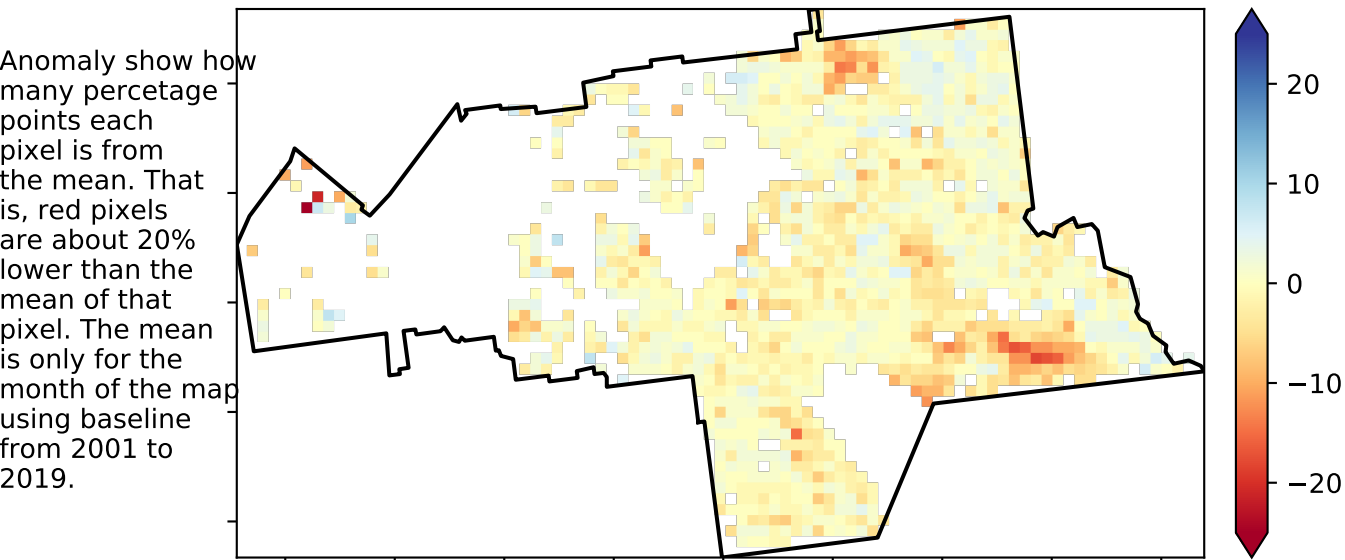 Anomaly show how
many percetage
points each
pixel is from
the mean. That
is, red pixels
are about 20%
lower than the
mean of that
pixel. The mean
is only for the
month of the map
using baseline
from 2001 to
2019.
20
10
0
−10
−20